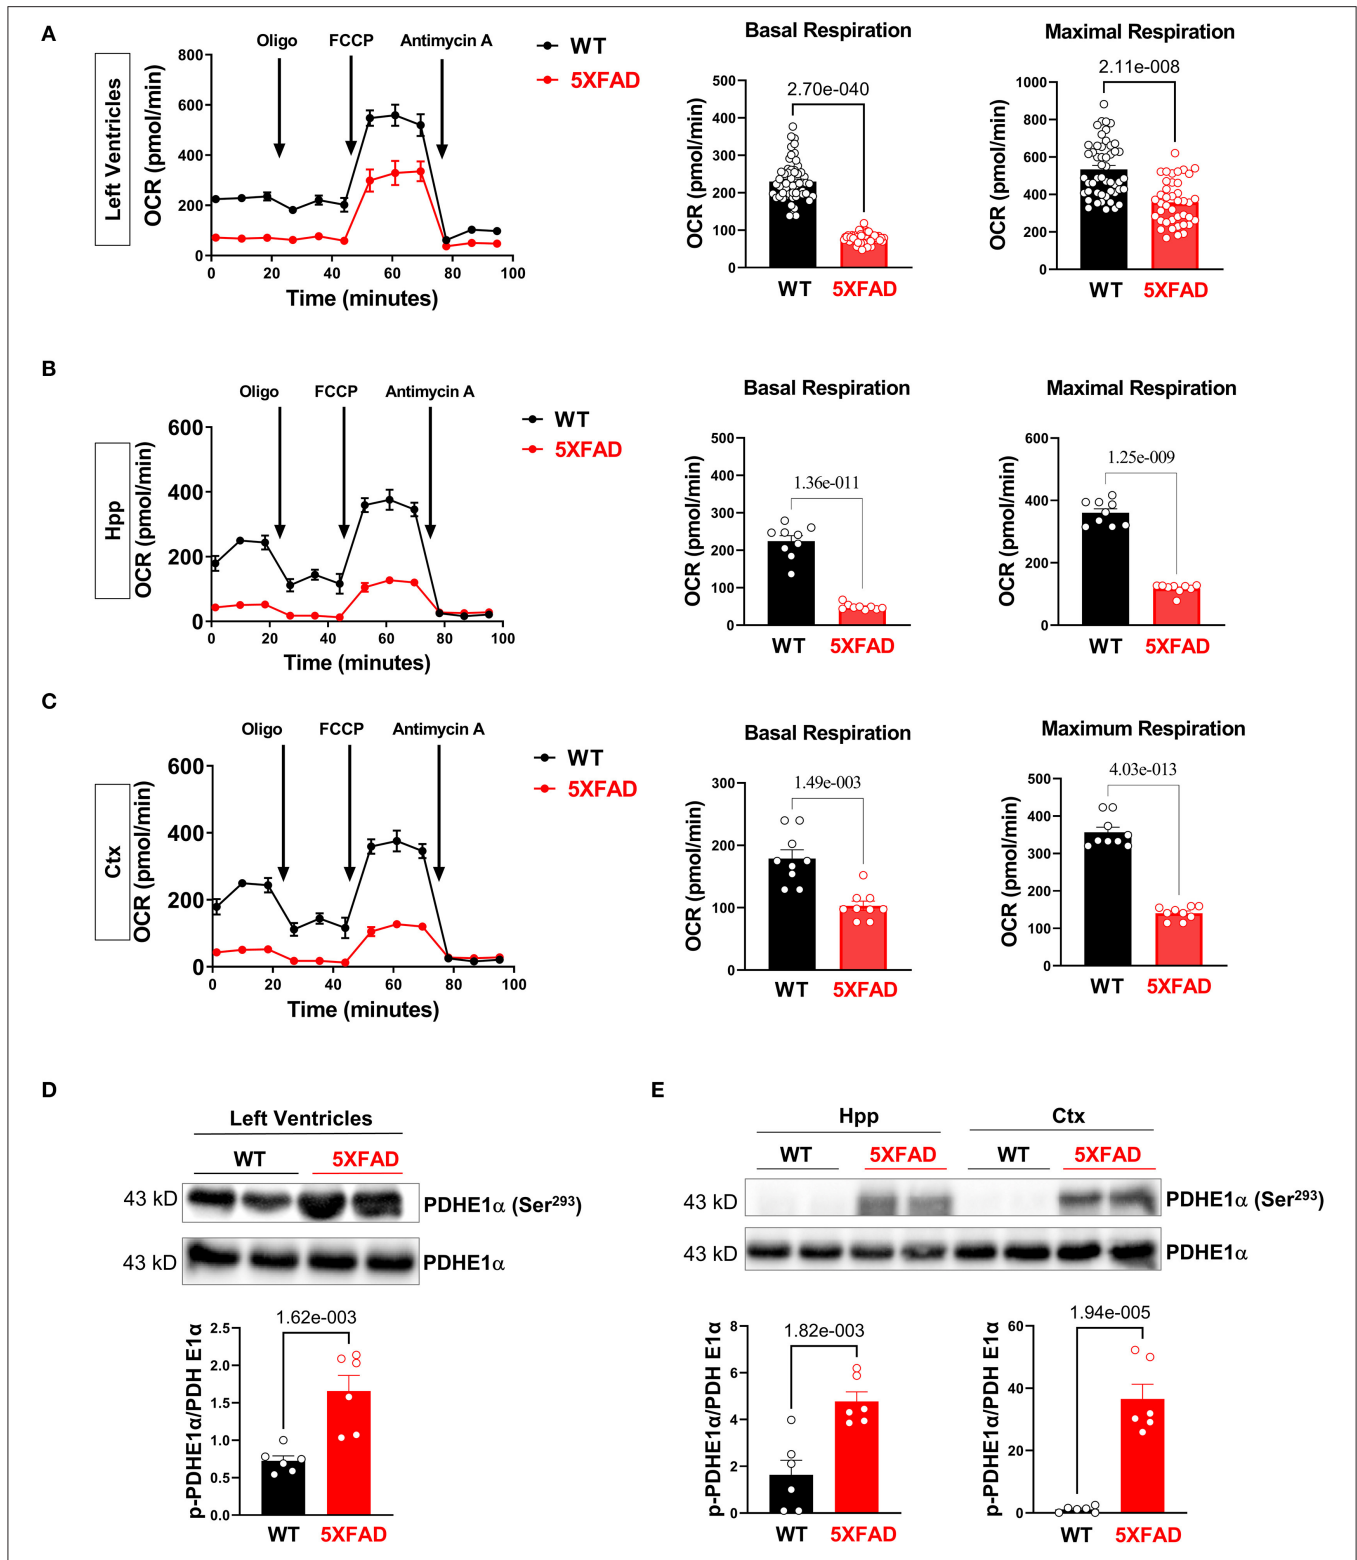 A
Oligo FCCP Antimycin A
WT
5XFAD
Left Ventricles
OCR (pmol/min)
800
600
400
200
0
0 20 40 60 80 100
Time (minutes)
Basal Respiration
2.70e-040
OCR (pmol/min)
500
400
300
200
100
0
WT 5XFAD
Maximal Respiration
2.11e-008
OCR (pmol/min)
1000
800
600
400
200
0
WT 5XFAD
B
Oligo FCCP Antimycin A
WT
5XFAD
Hpp
OCR (pmol/min)
600
400
200
0
0 20 40 60 80 100
Time (minutes)
Basal Respiration
1.36e-011
OCR (pmol/min)
500
400
300
200
100
0
WT 5XFAD
Maximal Respiration
1.25e-009
OCR (pmol/min)
600
400
200
0
WT 5XFAD
C
Oligo FCCP Antimycin A
WT
5XFAD
Ctx
OCR (pmol/min)
600
400
200
0
0 20 40 60 80 100
Time (minutes)
Basal Respiration
1.49e-003
OCR (pmol/min)
300
200
100
0
WT 5XFAD
Maximum Respiration
4.03e-013
OCR (pmol/min)
500
400
300
200
100
0
WT 5XFAD
D
Left Ventricles
WT 5XFAD
43 kD PDHE1α (Ser293)
43 kD PDHE1α
1.62e-003
p-PDHE1α/PDH E1α
2.5
2.0
1.5
1.0
0.5
0.0
WT 5XFAD
E
Hpp Ctx
WT 5XFAD WT 5XFAD
43 kD PDHE1α (Ser293)
43 kD PDHE1α
1.82e-003
p-PDHE1α/PDH E1α
8
6
4
2
0
WT 5XFAD
1.94e-005
p-PDHE1α/PDH E1α
60
40
20
0
WT 5XFAD